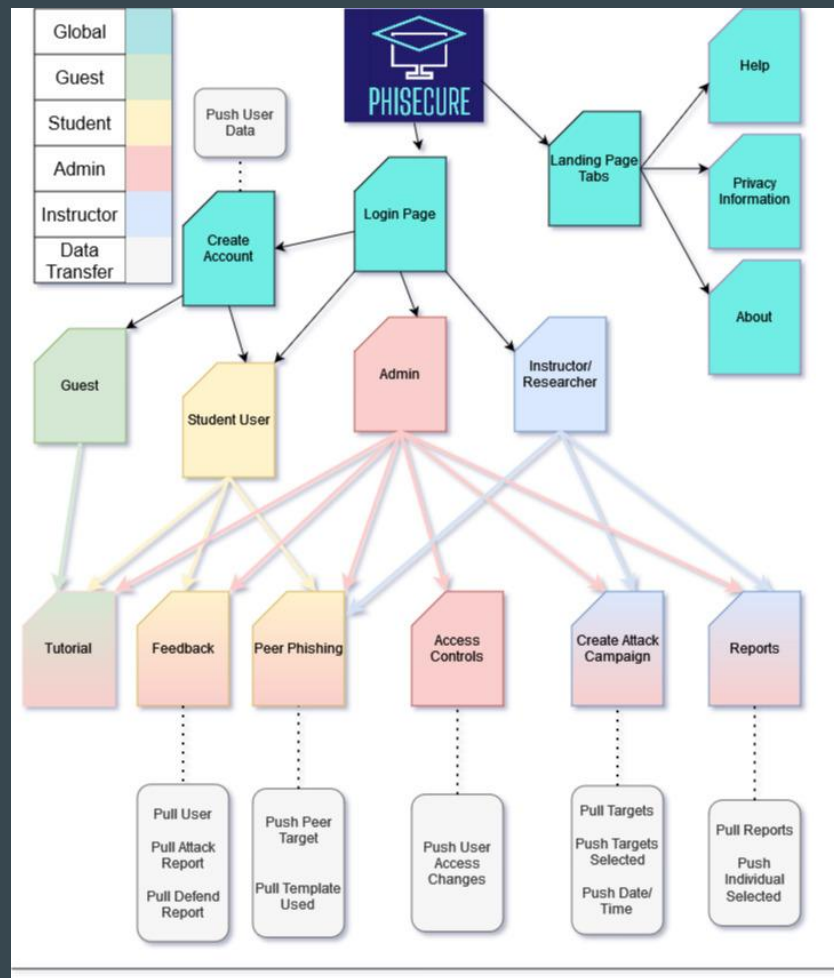 Global
Guest
Student
Admin
Instructor
Data
Transfer
PHISECURE
Push User
Data
Create
Account
Login Page
Landing Page
Tabs
Help
Privacy
Information
About
Guest
Student User
Admin
Instructor/
Researcher
Tutorial
Feedback
Peer Phishing
Access
Controls
Create Attack
Campaign
Reports
Pull User
Pull Attack
Report
Pull Defend
Report
Push Peer
Target
Pull Template
Used
Push User
Access
Changes
Pull Targets
Push Targets
Selected
Push Date/
Time
Pull Reports
Push
Individual
Selected